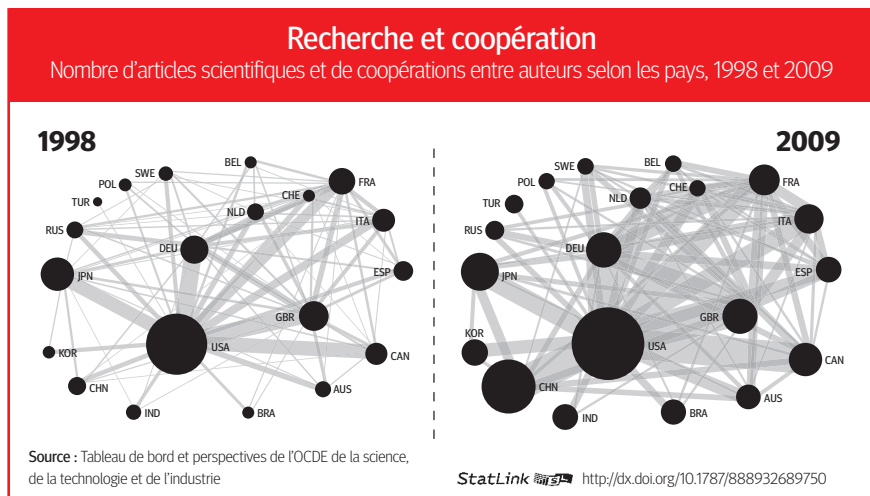 Recherche et coopération
Nombre d'articles scientifiques et de coopérations entre auteurs selon les pays, 1998 et 2009
1998
BEL
SWE
POL
FRA
CHE
TUR
NLD
ITA
RUS
DEU
ESP
JPN
GBR
USA
KOR
CAN
CHN
AUS
IND
BRA
2009
BEL
SWE
POL
FRA
CHE
NLD
TUR
ITA
RUS
DEU
ESP
JPN
GBR
KOR
USA
CAN
CHN
AUS
IND
BRA
Source : Tableau de bord et perspectives de l'OCDE de la science,
de la technologie et de l'industrie
StatLink http://dx.doi.org/10.1787/888932689750